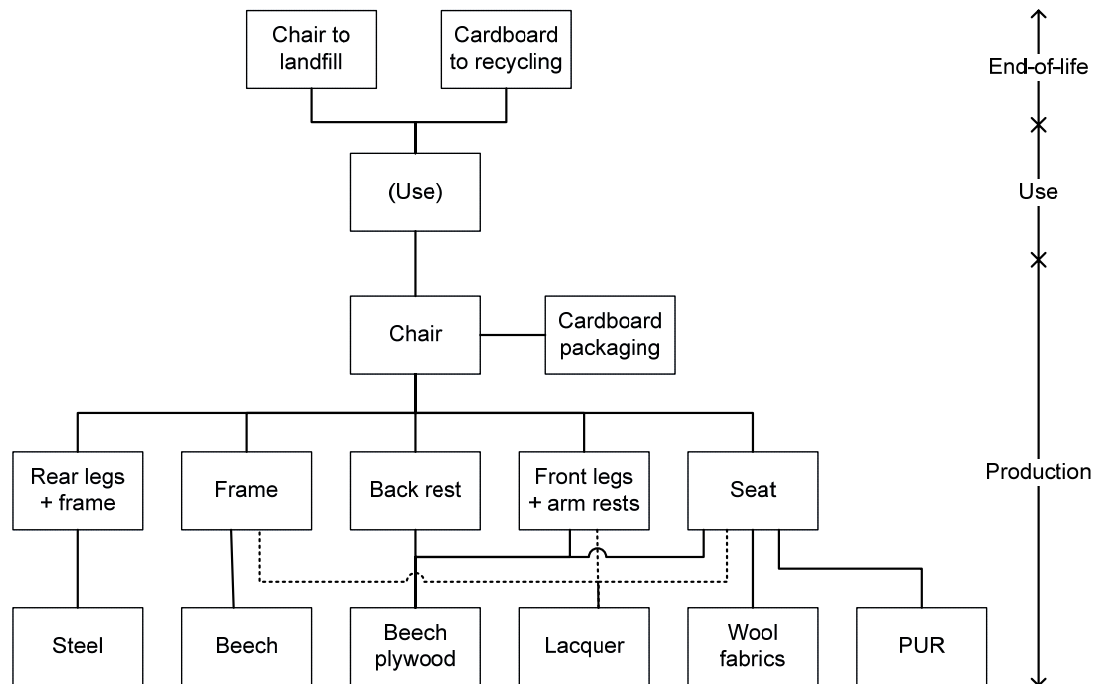 Chair to
landfill
Cardboard
to recycling
End-of-life
(Use)
Use
Chair
Cardboard
packaging
Rear legs
+ frame
Frame
Back rest
Front legs
+ arm rests
Seat
Production
Steel
Beech
Beech
plywood
Lacquer
Wool
fabrics
PUR